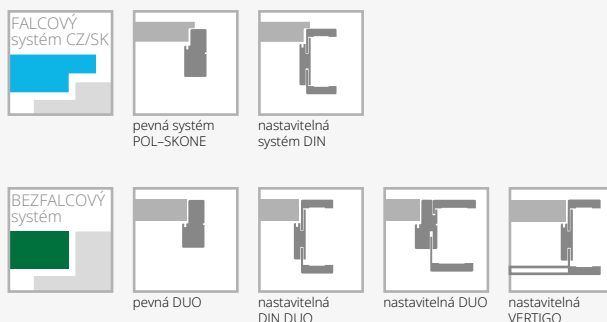 FALCOVÝ
systém CZ/SK
pevná systém
POL–SKONE
nastavitelná
systém DIN
BEZFALCOVÝ
systém
pevná DUO
nastavitelná
DIN DUO
nastavitelná DUO
nastavitelná
VERTIGO